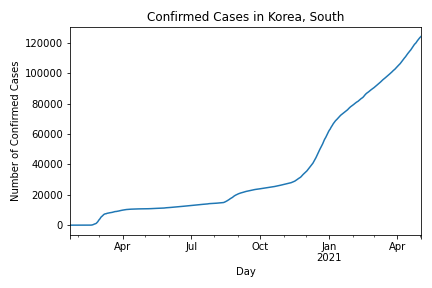 Confirmed Cases in Korea, South
Number of Confirmed Cases
120000
100000
80000
60000
40000
20000
0
Apr
Jul
Oct
Jan
2021
Apr
Day